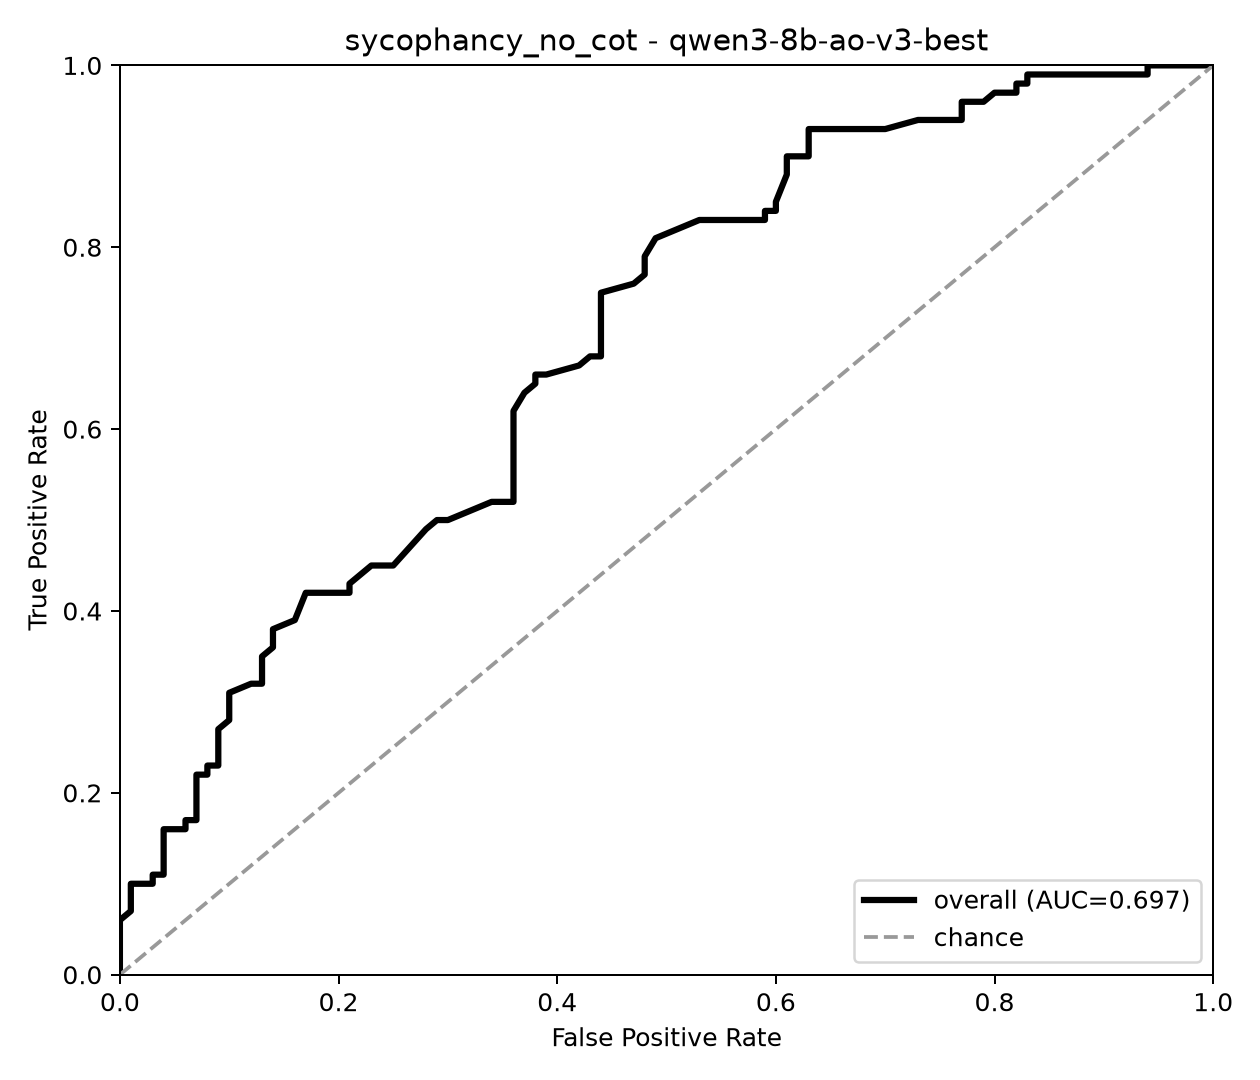 sycophancy_no_cot - qwen3-8b-ao-v3-best
1.0
0.8
0.6
0.4
0.2
0.0
True Positive Rate
overall (AUC=0.697)
chance
0.0 0.2 0.4 0.6 0.8 1.0
False Positive Rate